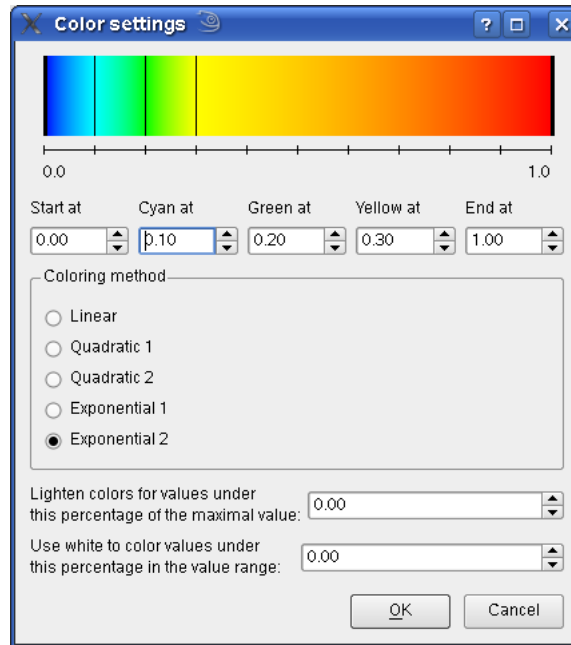 Color settings
0.0 1.0
Start at Cyan at Green at Yellow at End at
0.00 0.10 0.20 0.30 1.00
Coloring method
Linear
Quadratic 1
Quadratic 2
Exponential 1
Exponential 2
Lighten colors for values under
this percentage of the maximal value: 0.00
Use white to color values under
this percentage in the value range: 0.00
OK Cancel